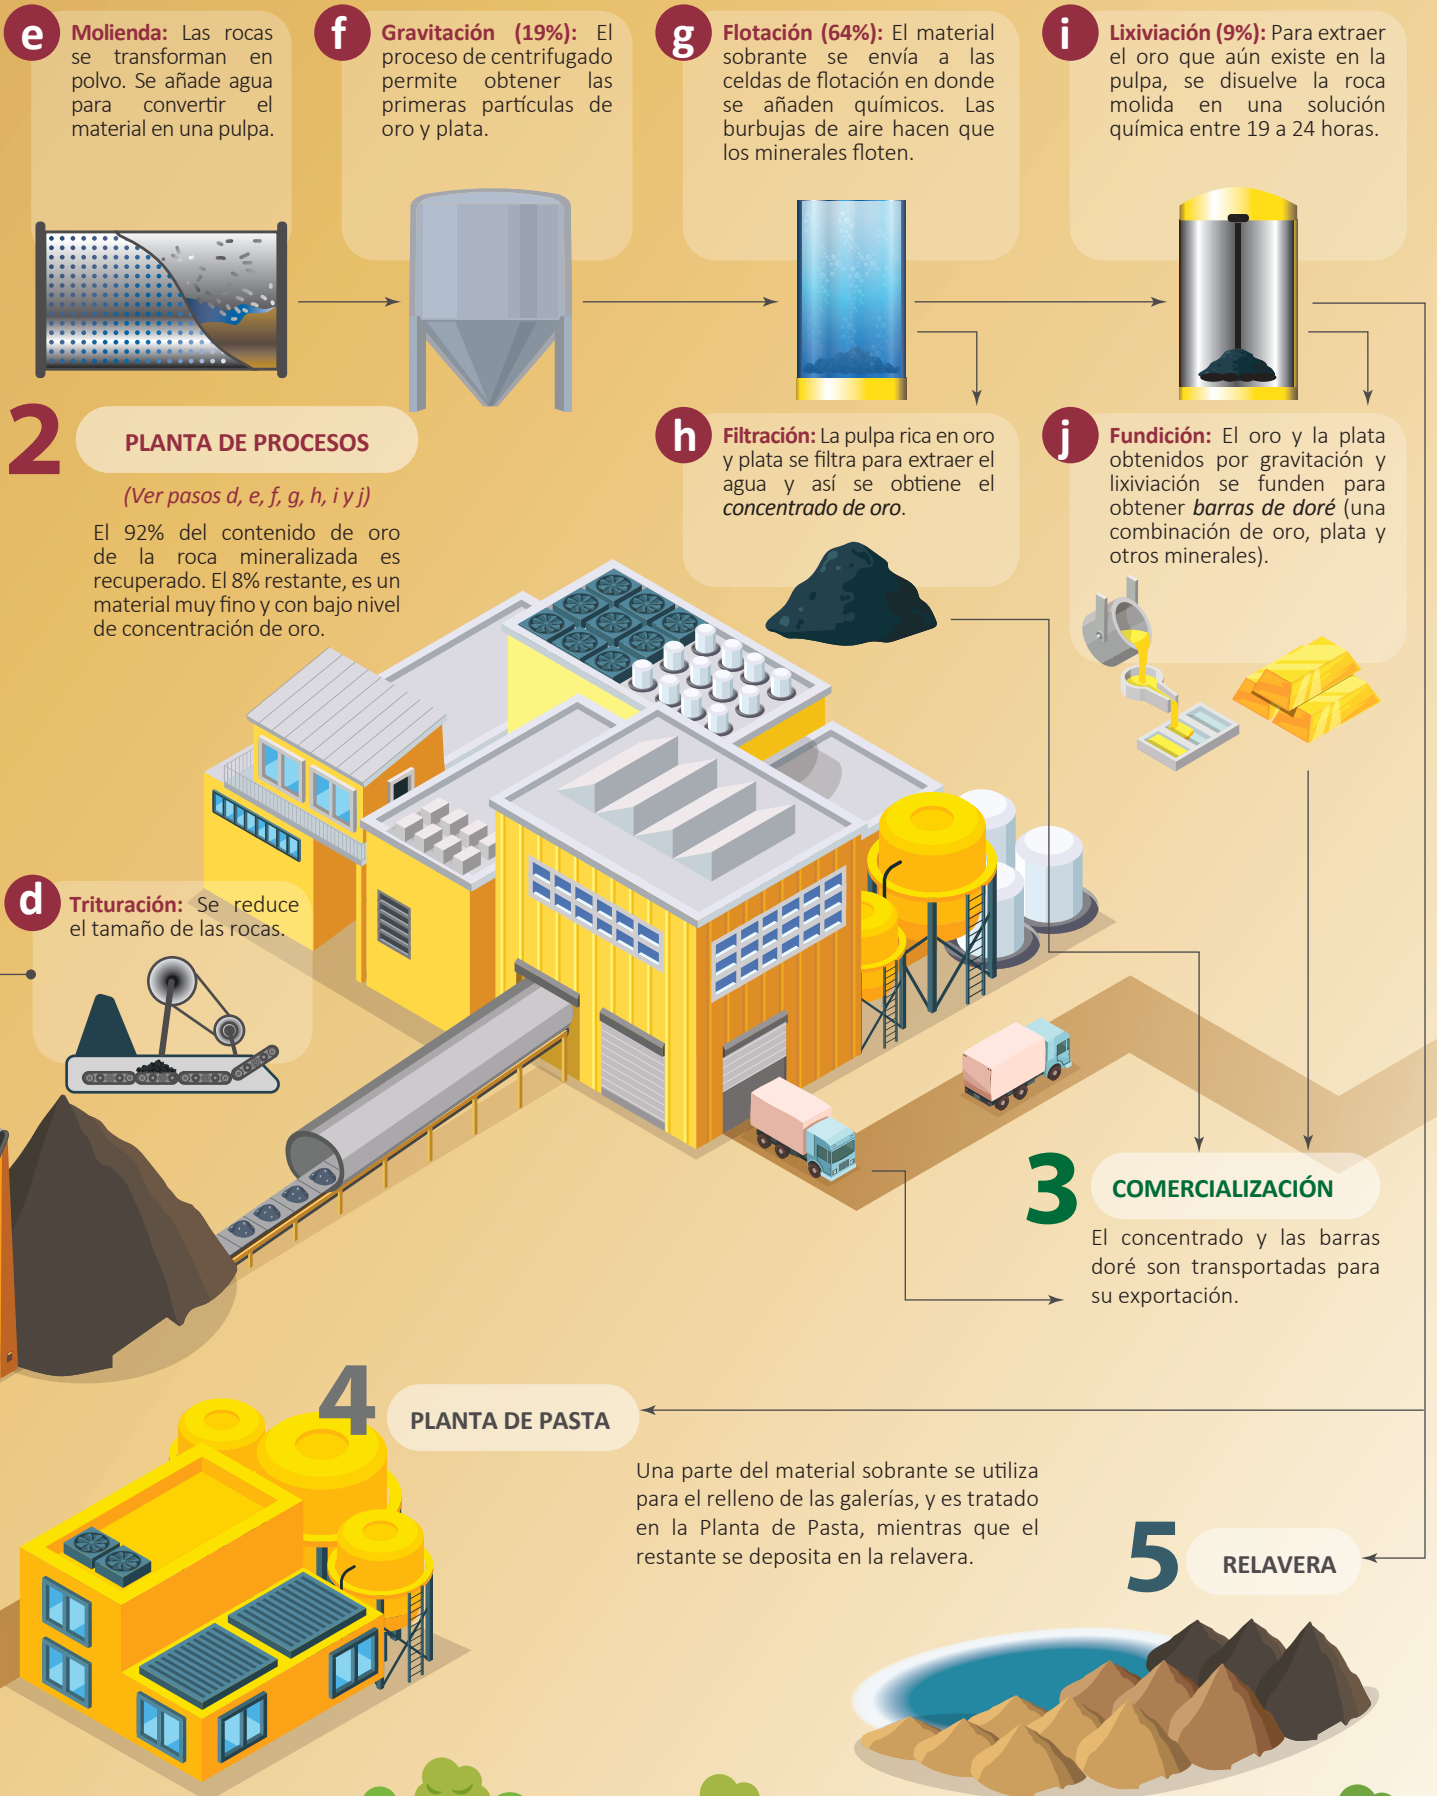 e
Molienda: Las rocas
se transforman en
polvo. Se añade agua
para convertir el
material en una pulpa.
f
Gravitación (19%): El
proceso de centrifugado
permite obtener las
primeras partículas de
oro y plata.
g
Flotación (64%): El material
sobrante se envía a las
celdas de flotación en donde
se añaden químicos. Las
burbujas de aire hacen que
los minerales floten.
i
Lixiviación (9%): Para extraer
el oro que aún existe en la
pulpa, se disuelve la roca
molida en una solución
química entre 19 a 24 horas.
2
PLANTA DE PROCESOS
(Ver pasos d, e, f, g, h, i y j)
El 92% del contenido de oro
de la roca mineralizada es
recuperado. El 8% restante, es un
material muy fino y con bajo nivel
de concentración de oro.
h
Filtración: La pulpa rica en oro
y plata se filtra para extraer el
agua y así se obtiene el
concentrado de oro.
j
Fundición: El oro y la plata
obtenidos por gravitación y
lixiviación se funden para
obtener barras de doré (una
combinación de oro, plata y
otros minerales).
d
Trituración: Se reduce
el tamaño de las rocas.
3
COMERCIALIZACIÓN
El concentrado y las barras
doré son transportadas para
su exportación.
4
PLANTA DE PASTA
Una parte del material sobrante se utiliza
para el relleno de las galerías, y es tratado
en la Planta de Pasta, mientras que el
restante se deposita en la relavera.
5
RELAVERA